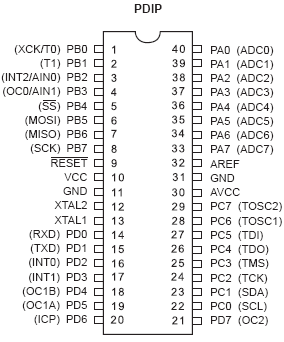 PDIP
(XCK/T0) PB0 1 40 PA0 (ADC0)
(T1) PB1 2 39 PA1 (ADC1)
(INT2/AIN0) PB2 3 38 PA2 (ADC2)
(OC0/AIN1) PB3 4 37 PA3 (ADC3)
(SS) PB4 5 36 PA4 (ADC4)
(MOSI) PB5 6 35 PA5 (ADC5)
(MISO) PB6 7 34 PA6 (ADC6)
(SCK) PB7 8 33 PA7 (ADC7)
RESET 9 32 AREF
VCC 10 31 GND
GND 11 30 AVCC
XTAL2 12 29 PC7 (TOSC2)
XTAL1 13 28 PC6 (TOSC1)
(RXD) PD0 14 27 PC5 (TDI)
(TXD) PD1 15 26 PC4 (TDO)
(INT0) PD2 16 25 PC3 (TMS)
(INT1) PD3 17 24 PC2 (TCK)
(OC1B) PD4 18 23 PC1 (SDA)
(OC1A) PD5 19 22 PC0 (SCL)
(ICP) PD6 20 21 PD7 (OC2)